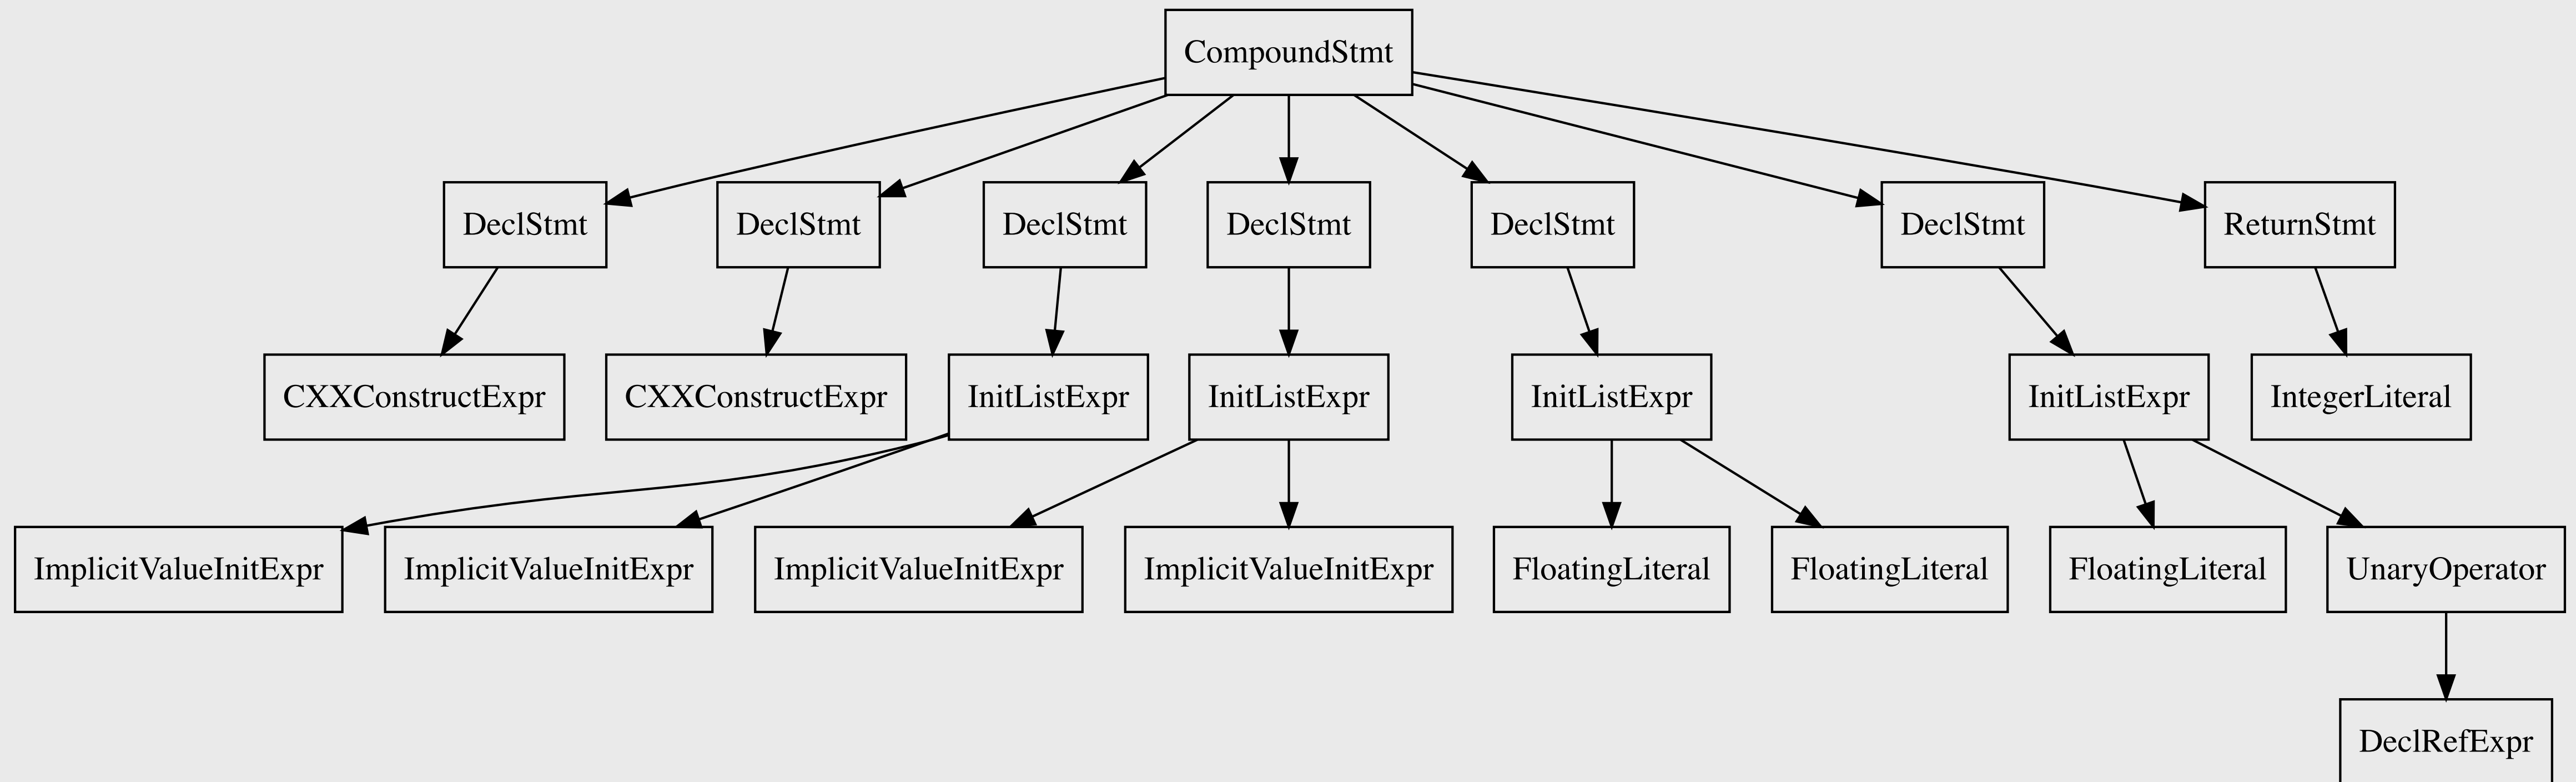 CompoundStmt
DeclStmt
DeclStmt
DeclStmt
DeclStmt
DeclStmt
DeclStmt
ReturnStmt
CXXConstructExpr
CXXConstructExpr
InitListExpr
InitListExpr
InitListExpr
InitListExpr
IntegerLiteral
ImplicitValueInitExpr
ImplicitValueInitExpr
ImplicitValueInitExpr
ImplicitValueInitExpr
FloatingLiteral
FloatingLiteral
FloatingLiteral
UnaryOperator
DeclRefExpr